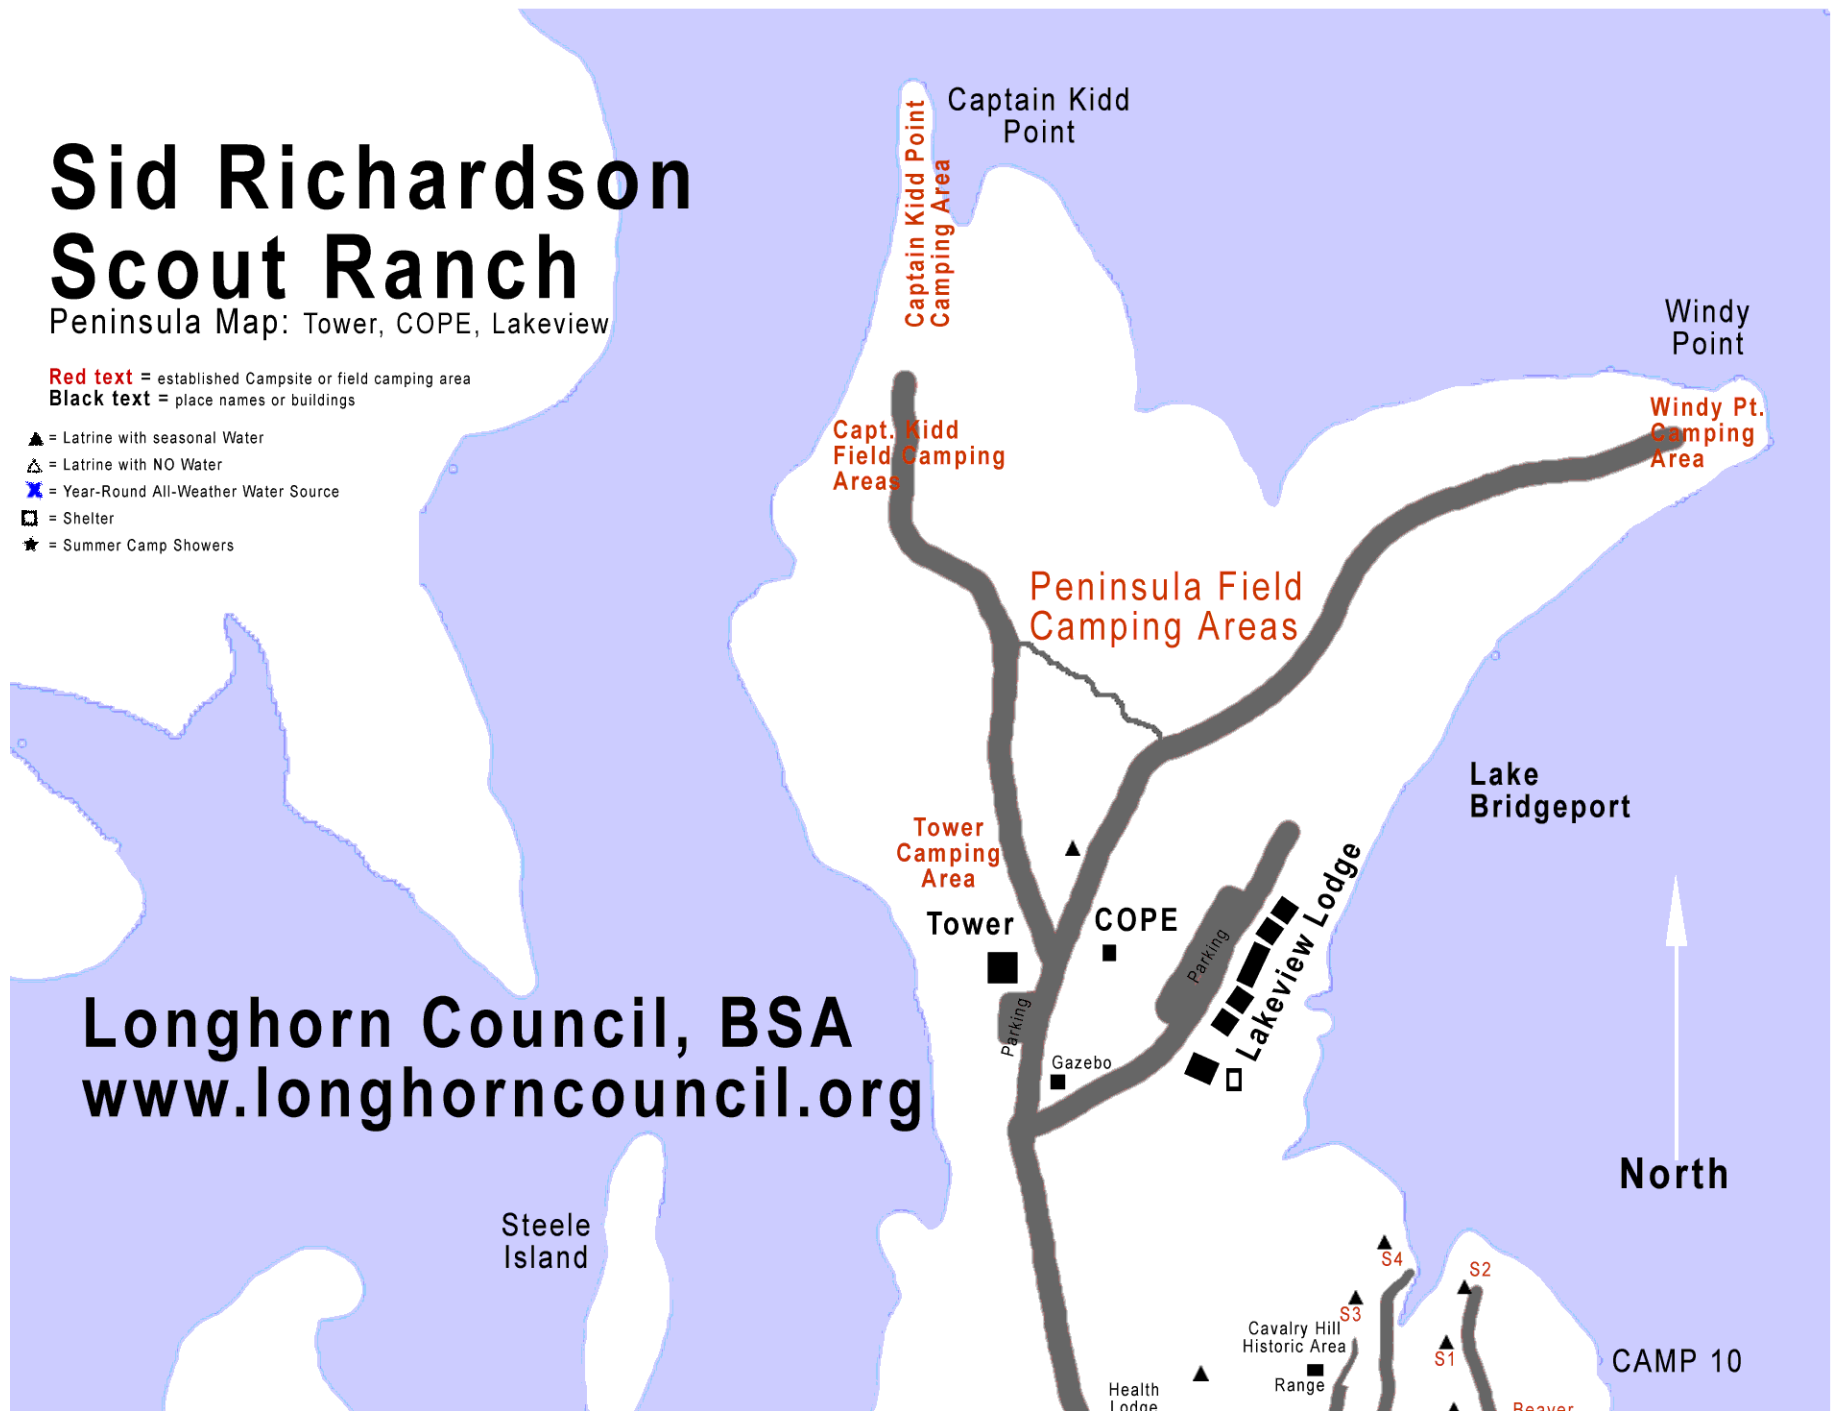 Sid Richardson
Scout Ranch
Peninsula Map: Tower, COPE, Lakeview
Red text = established Campsite or field camping area
Black text = place names or buildings
= Latrine with seasonal Water
= Latrine with NO Water
= Year-Round All-Weather Water Source
= Shelter
= Summer Camp Showers
Captain Kidd
Point
Captain Kidd Point
Camping Area
Windy
Point
Windy Pt.
Camping
Area
Capt. Kidd
Field Camping
Areas
Peninsula Field
Camping Areas
Lake
Bridgeport
Tower
Camping
Area
Tower
COPE
Parking
Lakeview Lodge
Parking
Gazebo
Longhorn Council, BSA
www.longhorncouncil.org
North
Steele
Island
S4
S2
S3
Cavalry Hill
Historic Area
S1
Range
CAMP 10
Health
Lodge
Beaver